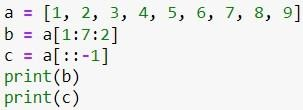 a = [1, 2, 3, 4, 5, 6, 7, 8, 9]
b = a[1:7:2]
c = a[::-1]
print(b)
print(c)